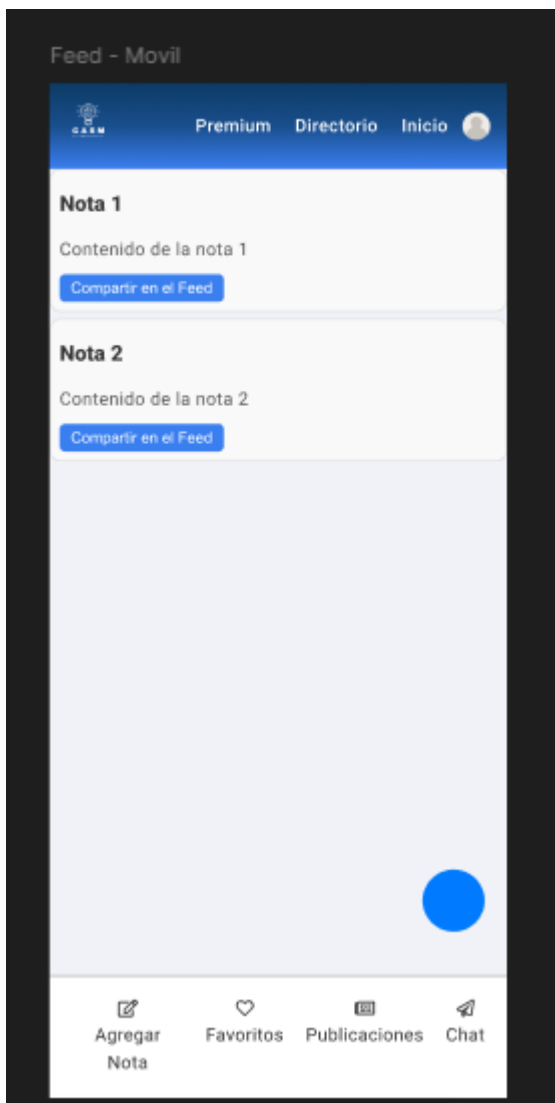 Feed - Movil
CAEM
Premium Directorio Inicio
Nota 1
Contenido de la nota 1
Compartir en el Feed
Nota 2
Contenido de la nota 2
Compartir en el Feed
Agregar Nota
Favoritos
Publicaciones
Chat